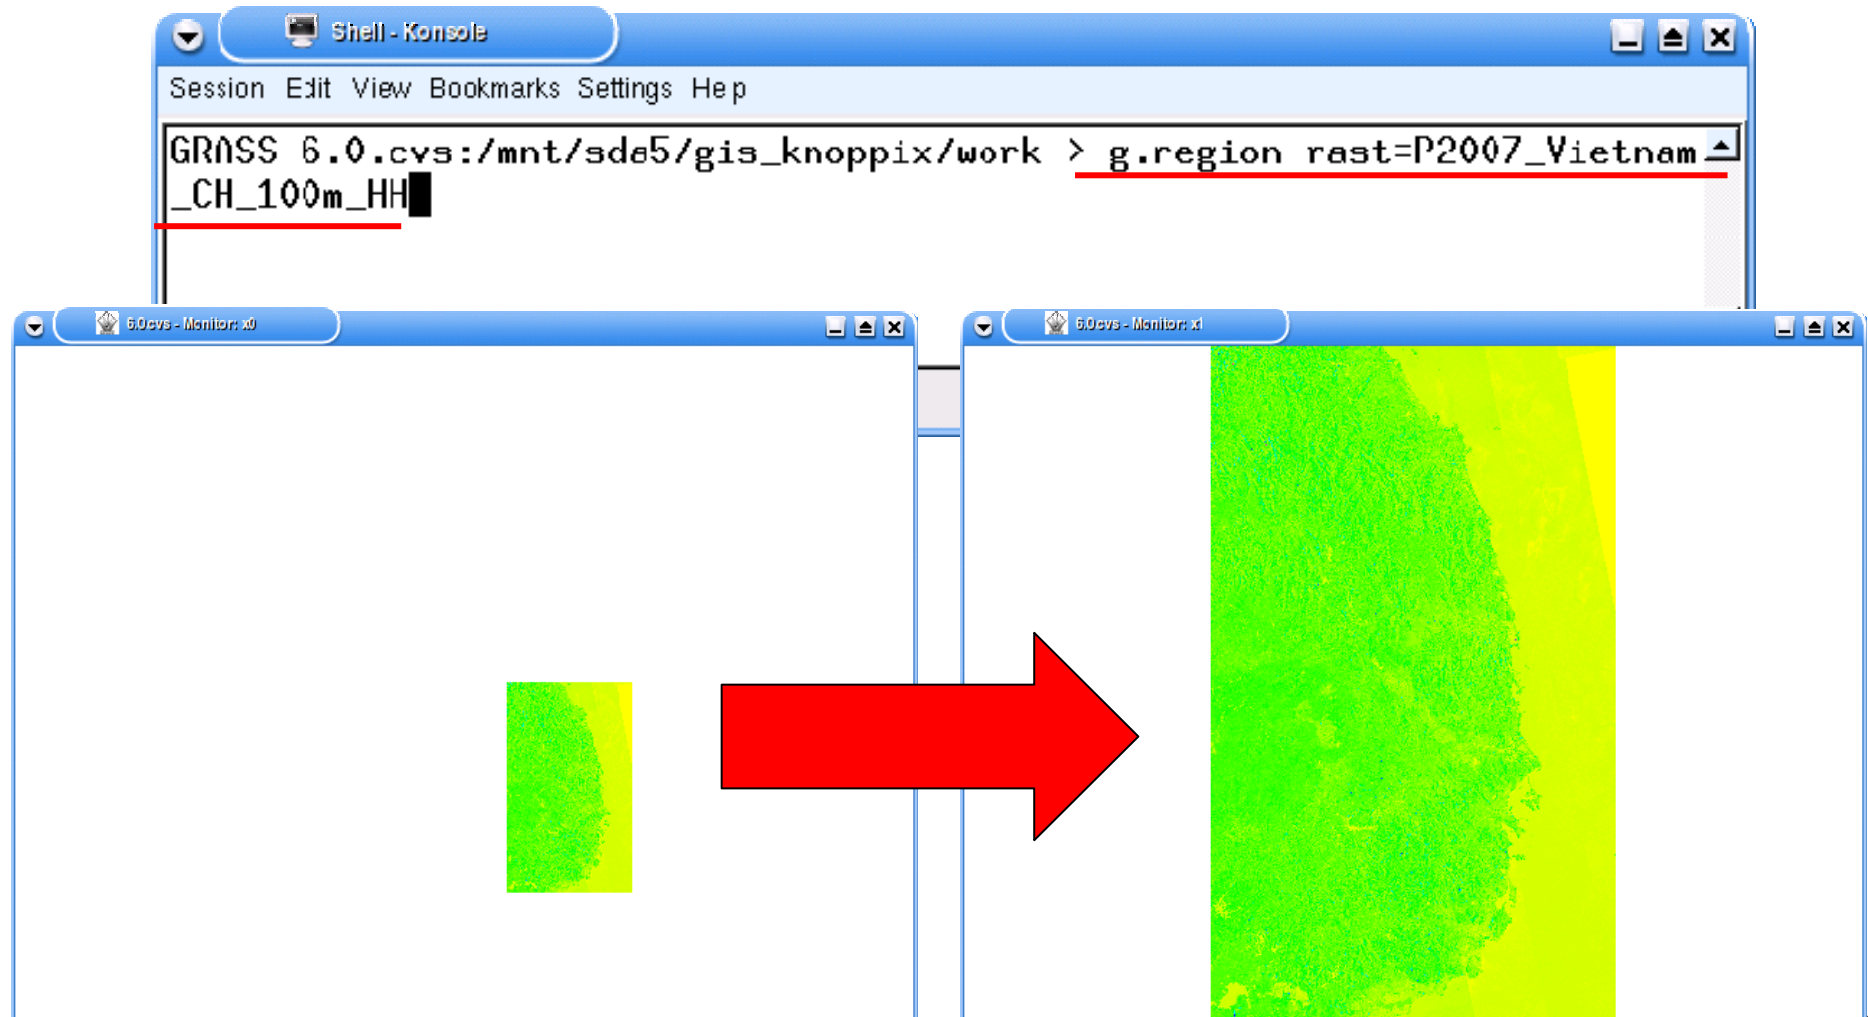 Shell - Konsole
Session Edit View Bookmarks Settings Help
GRASS 6.0.cvs:/mnt/sda5/gis_knoppix/work > g.region rast=P2007_Vietnam
_CH_100m_HH
6.0cvs - Monitor: x0
6.0cvs - Monitor: x1